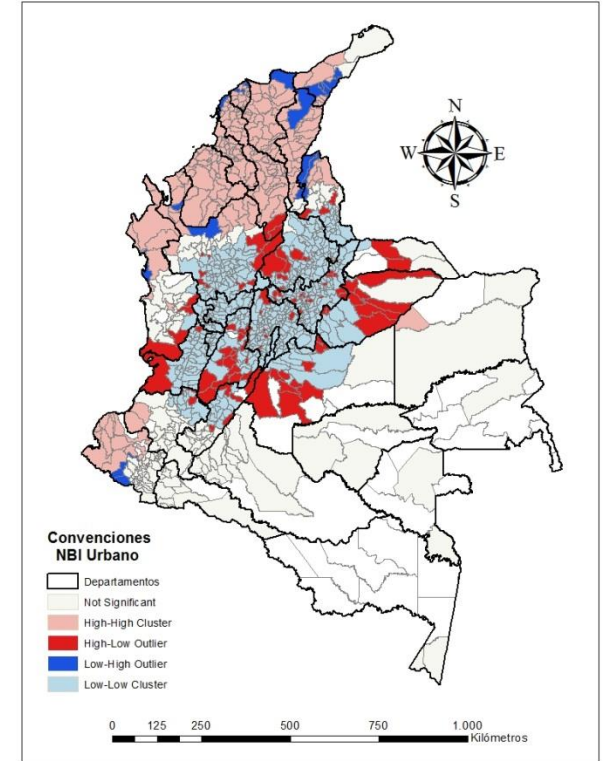 N
W E
S
Convenciones
NBI Urbano
Departamentos
Not Significant
High-High Cluster
High-Low Outlier
Low-High Outlier
Low-Low Cluster
0 125 250 500 750 1.000
Kilómetros